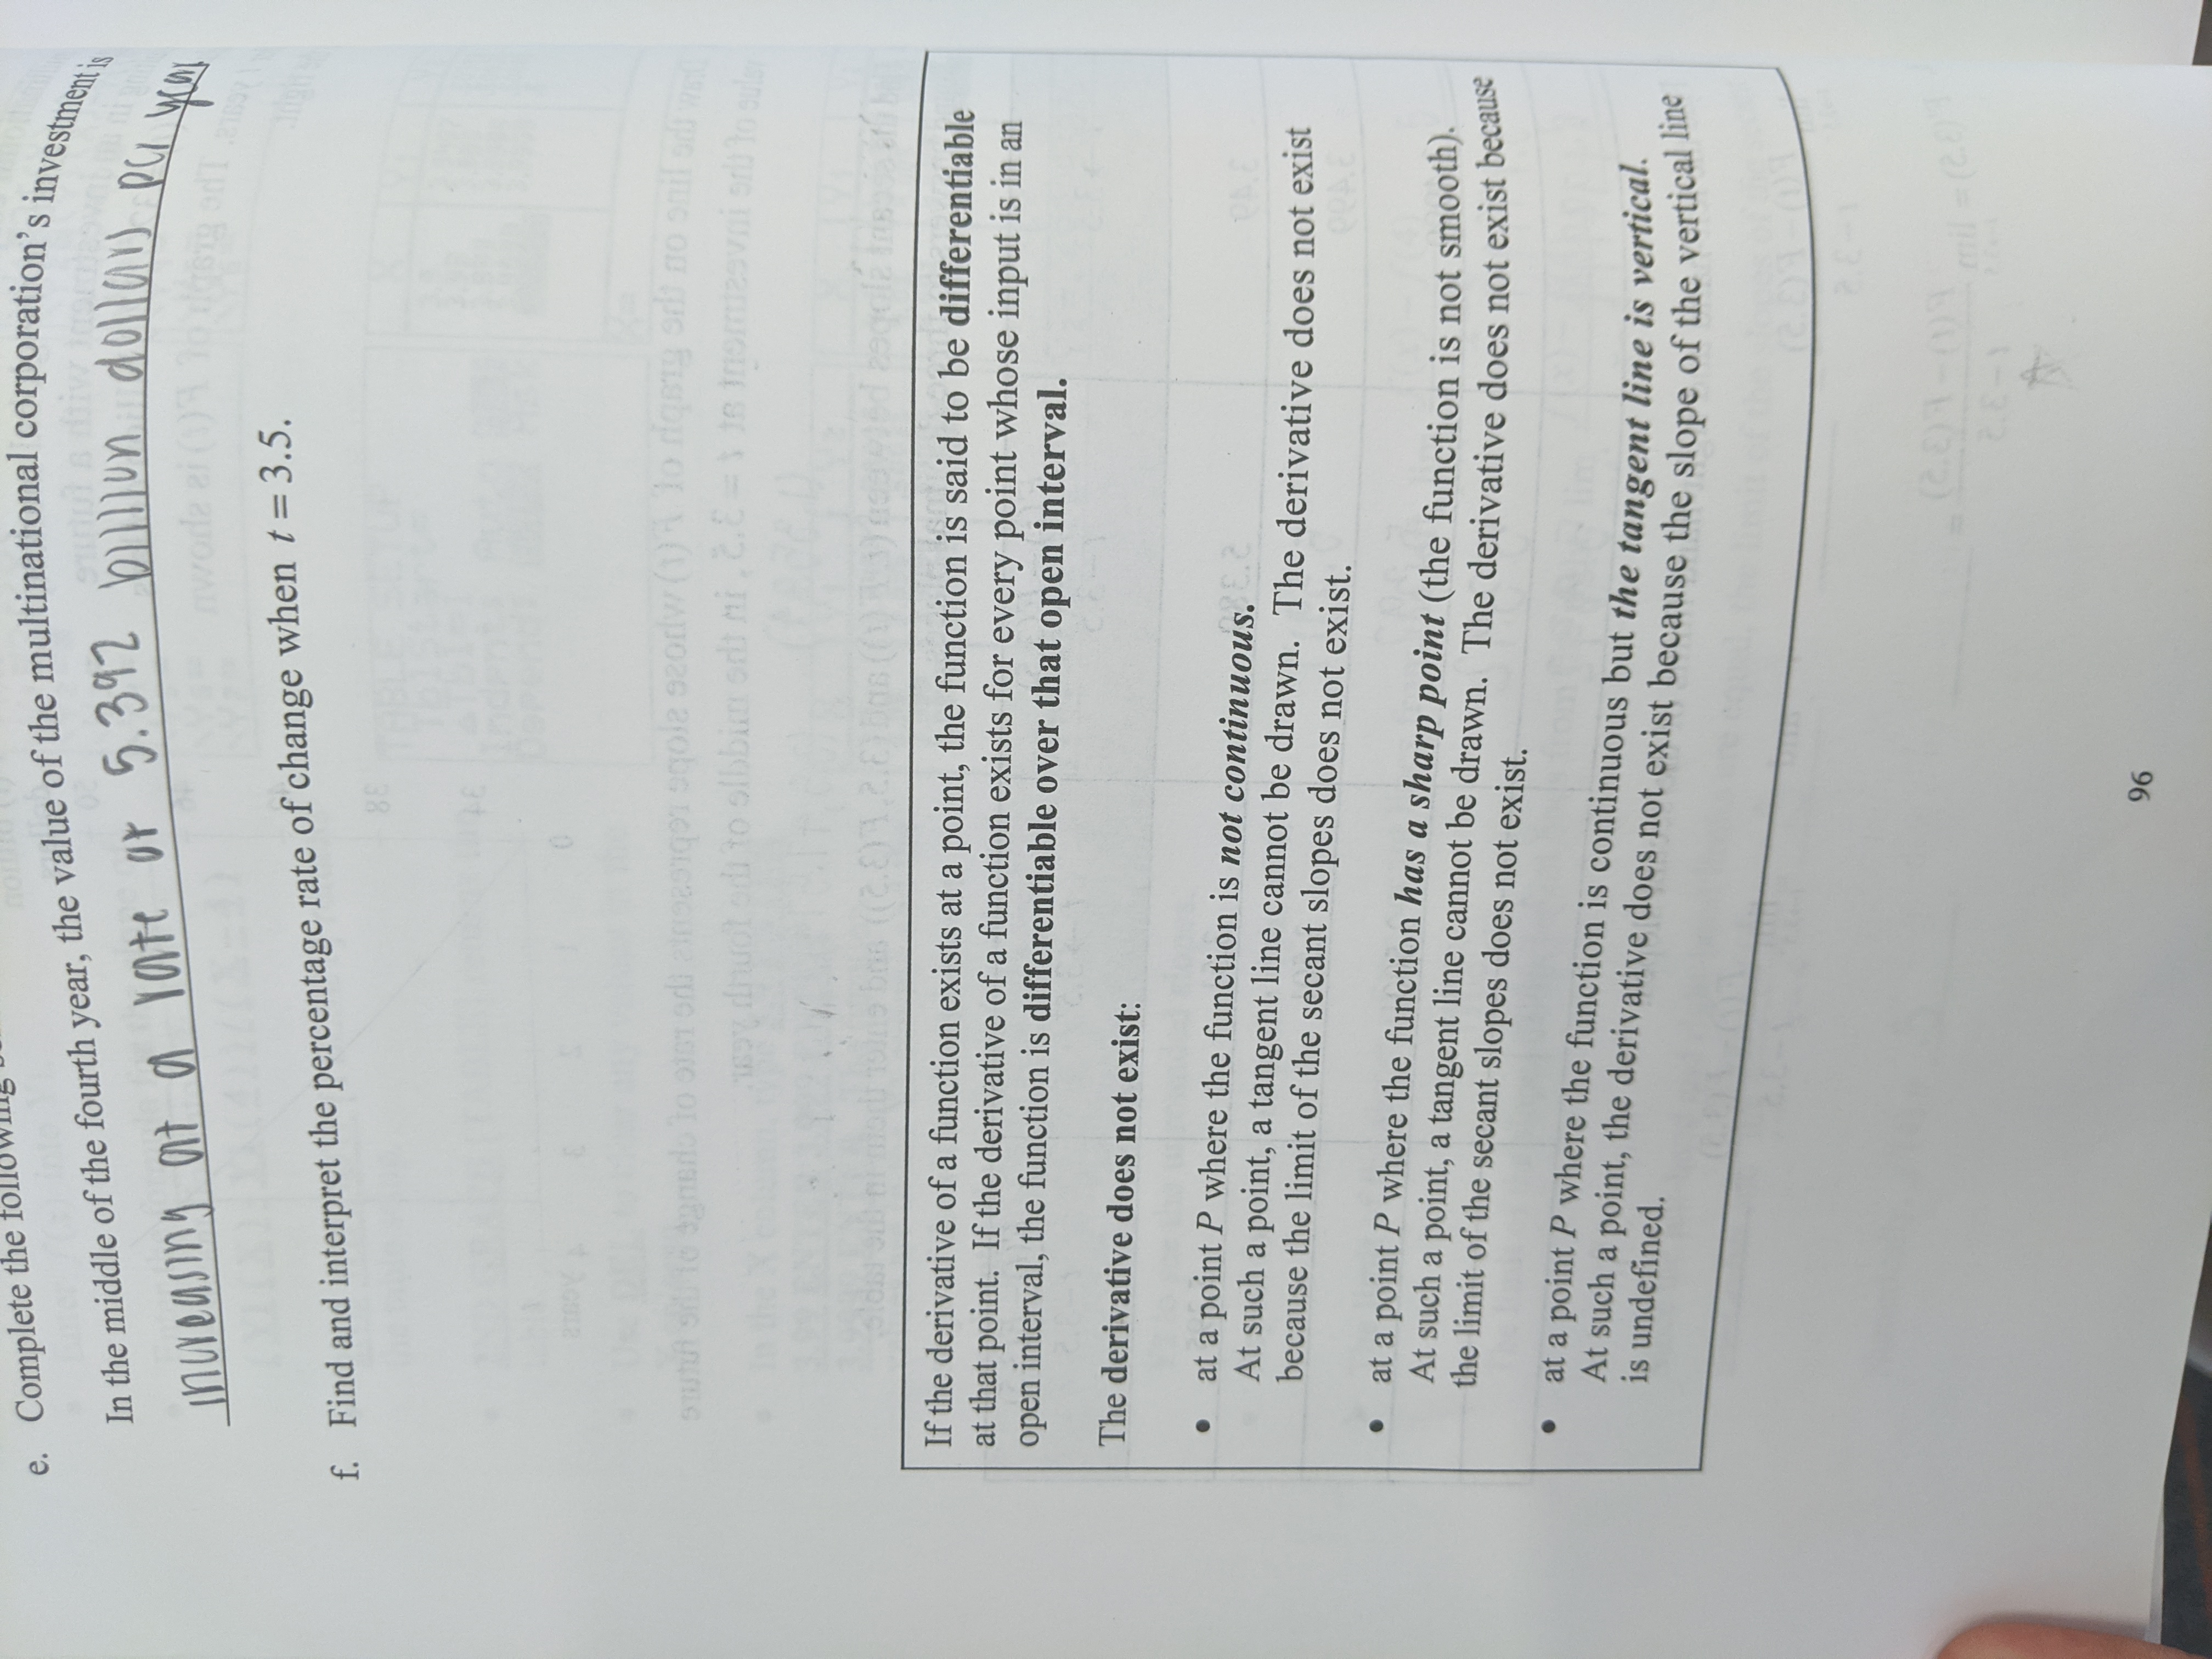 e. Complete the following
In the middle of the fourth year, the value of the multinational corporation's investment is
increasing at a rate of 5.392 billion dollars per year
f. Find and interpret the percentage rate of change when t = 3.5.
If the derivative of a function exists at a point, the function is said to be differentiable
at that point. If the derivative of a function exists for every point whose input is in an
open interval, the function is differentiable over that open interval.
The derivative does not exist:
• at a point P where the function is not continuous.
At such a point, a tangent line cannot be drawn. The derivative does not exist
because the limit of the secant slopes does not exist.
• at a point P where the function has a sharp point (the function is not smooth).
At such a point, a tangent line cannot be drawn. The derivative does not exist because
the limit of the secant slopes does not exist.
• at a point P where the function is continuous but the tangent line is vertical.
At such a point, the derivative does not exist because the slope of the vertical line
is undefined.
96